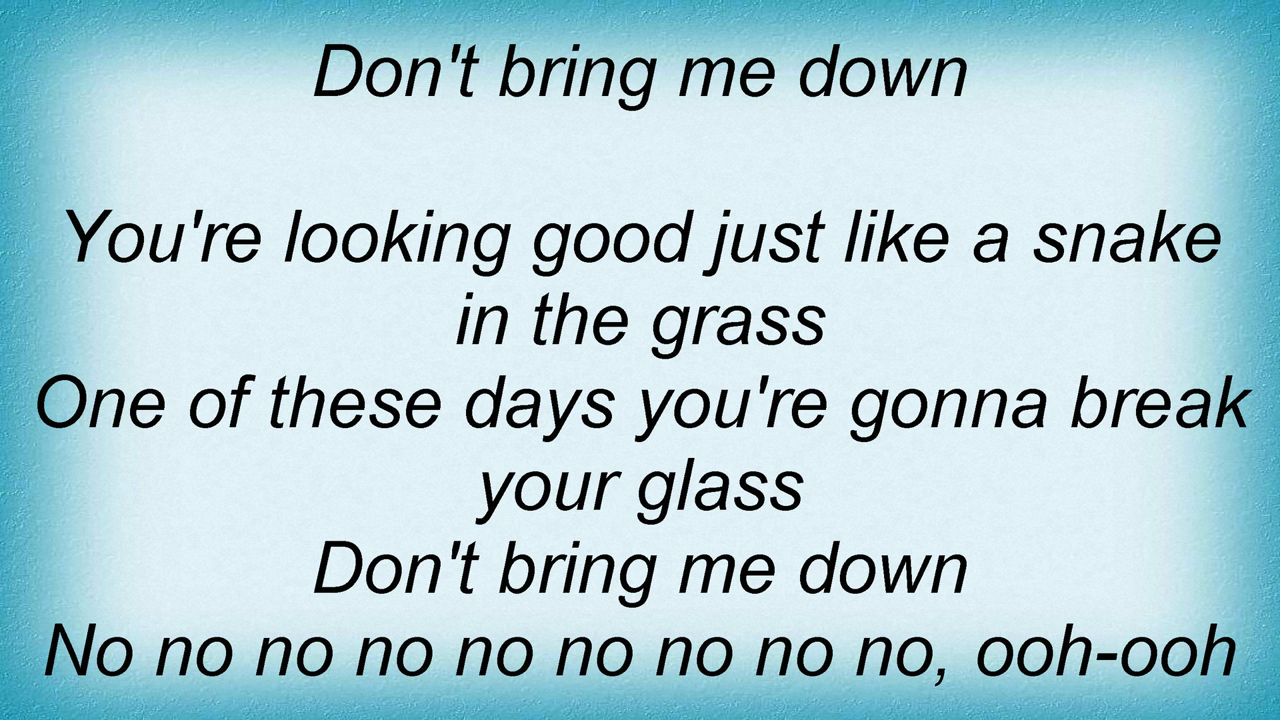 Don't bring me down
You're looking good just like a snake
in the grass
One of these days you're gonna break
your glass
Don't bring me down
No no no no no no no no no, ooh-ooh